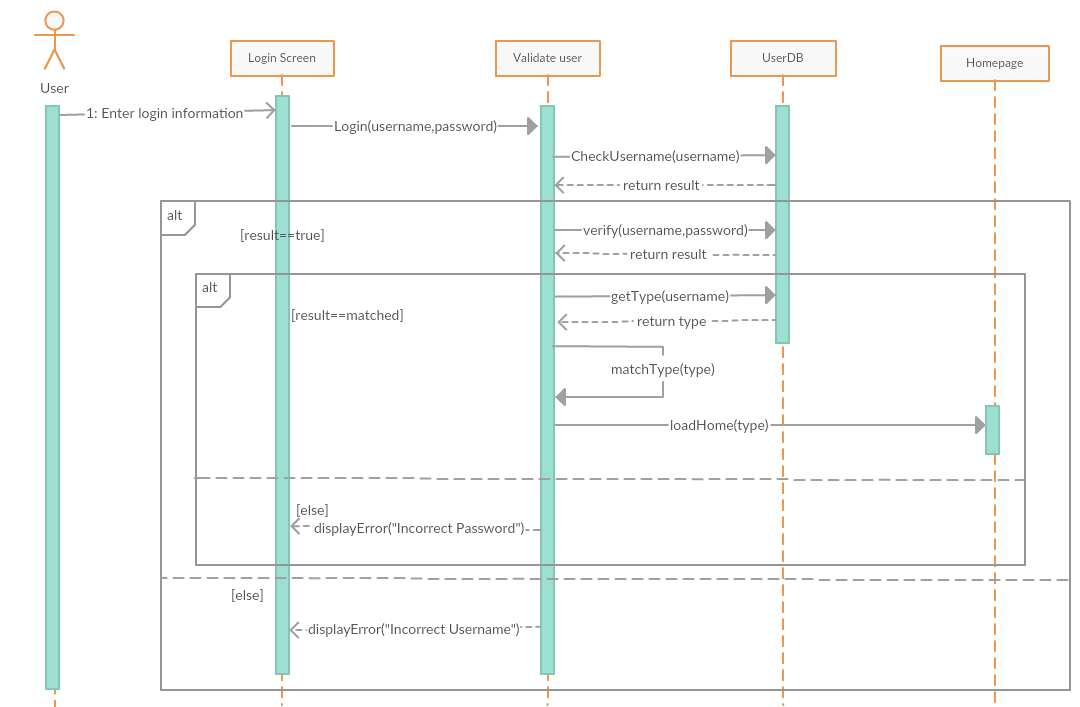 Login Screen
Validate user
UserDB
Homepage
User
1: Enter login information
Login(username,password)
CheckUsername(username)
return result
alt
[result==true]
verify(username,password)
return result
alt
getType(username)
[result==matched]
return type
matchType(type)
loadHome(type)
[else]
displayError("Incorrect Password")
[else]
displayError("Incorrect Username")